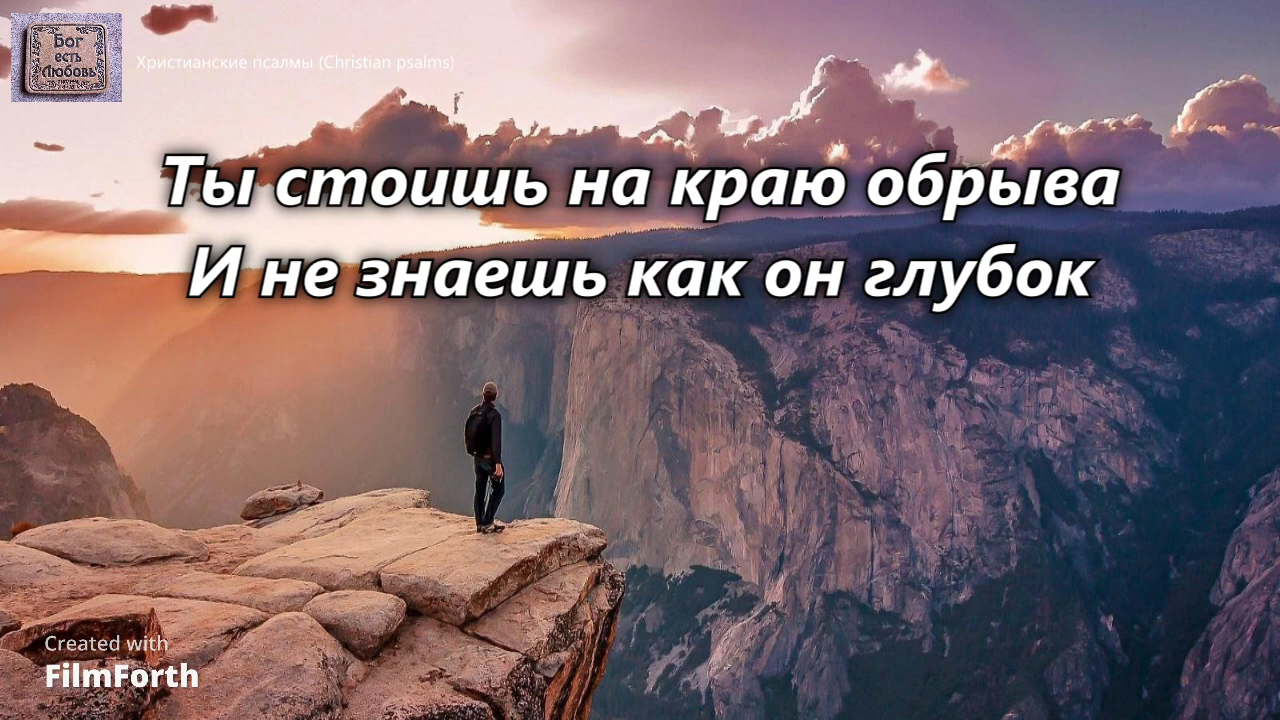 Бог
есть
Любовь
Христианские псалмы (Christian psalms)
Ты стоишь на краю обрыва
И не знаешь как он глубок
Created with
FilmForth